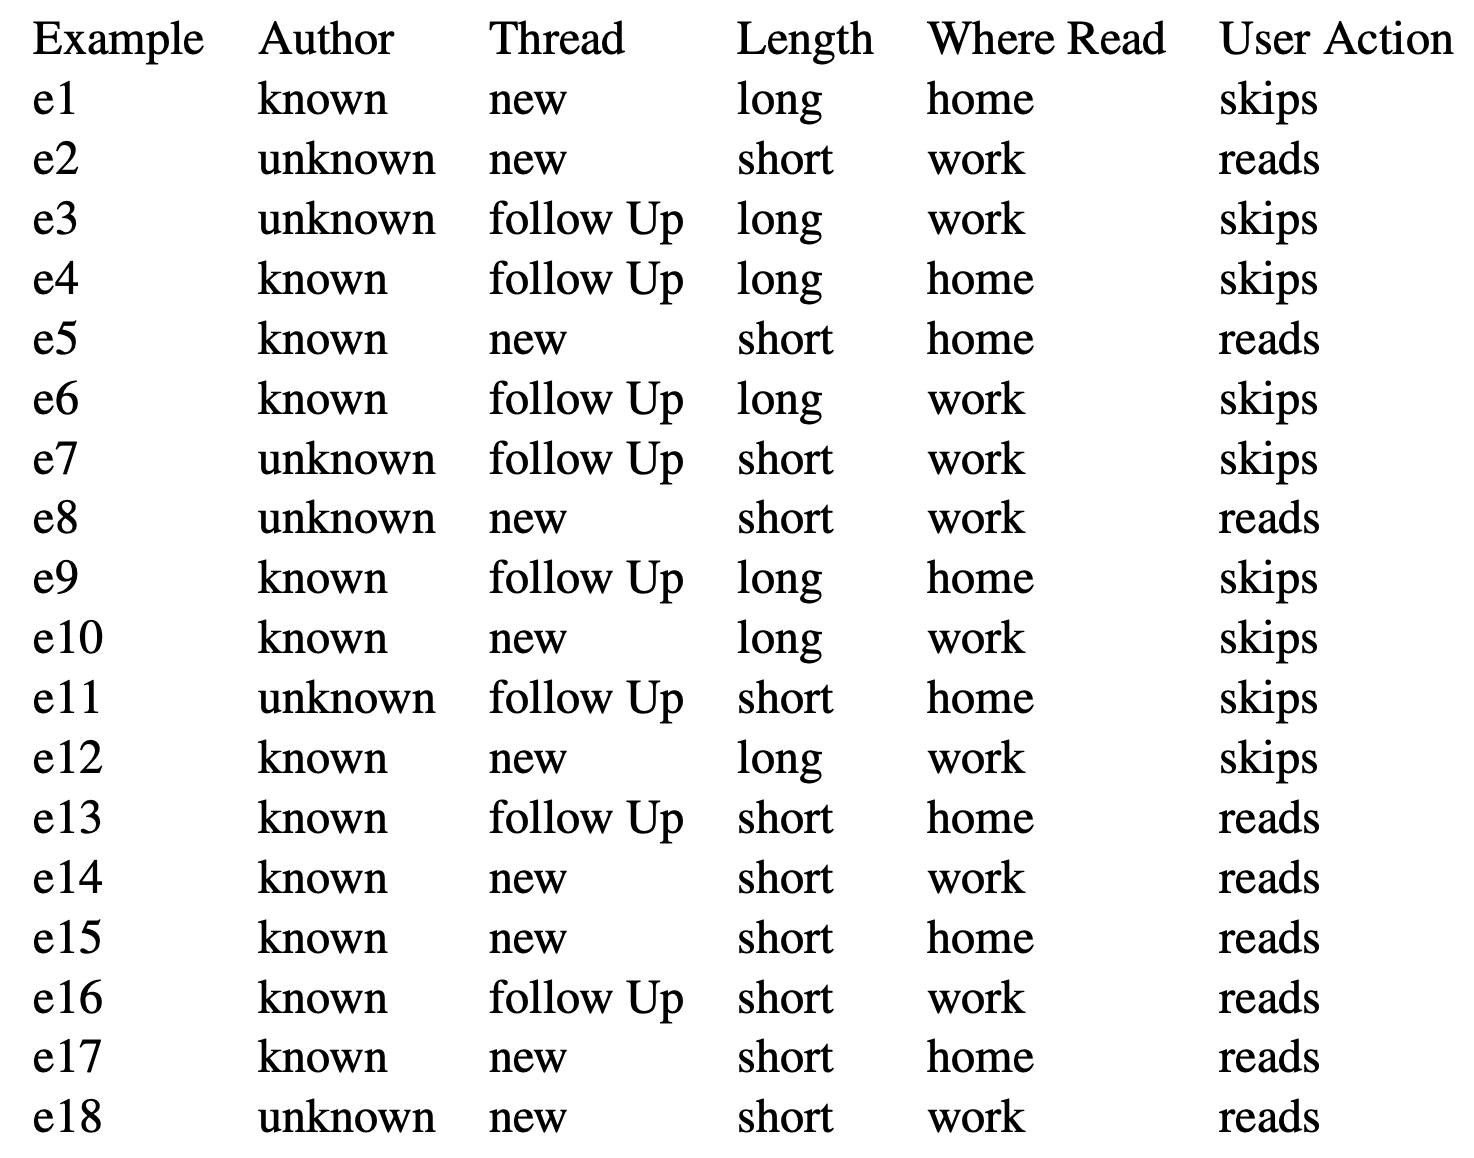 Example Author Thread Length Where Read User Action
e1 known new long home skips
e2 unknown new short work reads
e3 unknown follow Up long work skips
e4 known follow Up long home skips
e5 known new short home reads
e6 known follow Up long work skips
e7 unknown follow Up short work skips
e8 unknown new short work reads
e9 known follow Up long home skips
e10 known new long work skips
e11 unknown follow Up short home skips
e12 known new long work skips
e13 known follow Up short home reads
e14 known new short work reads
e15 known new short home reads
e16 known follow Up short work reads
e17 known new short home reads
e18 unknown new short work reads